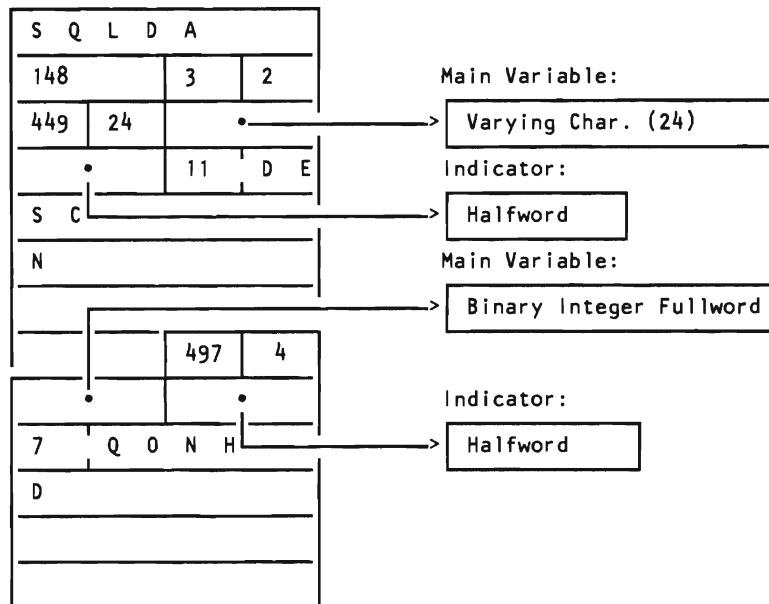 S Q L D A
148 3 2
Main Variable:
449 24 > Varying Char. (24)
Indicator:
11 D E
S C > Halfword
Main Variable:
N
> Binary Integer Fullword
497 4
Indicator:
7 Q O N H > Halfword
D